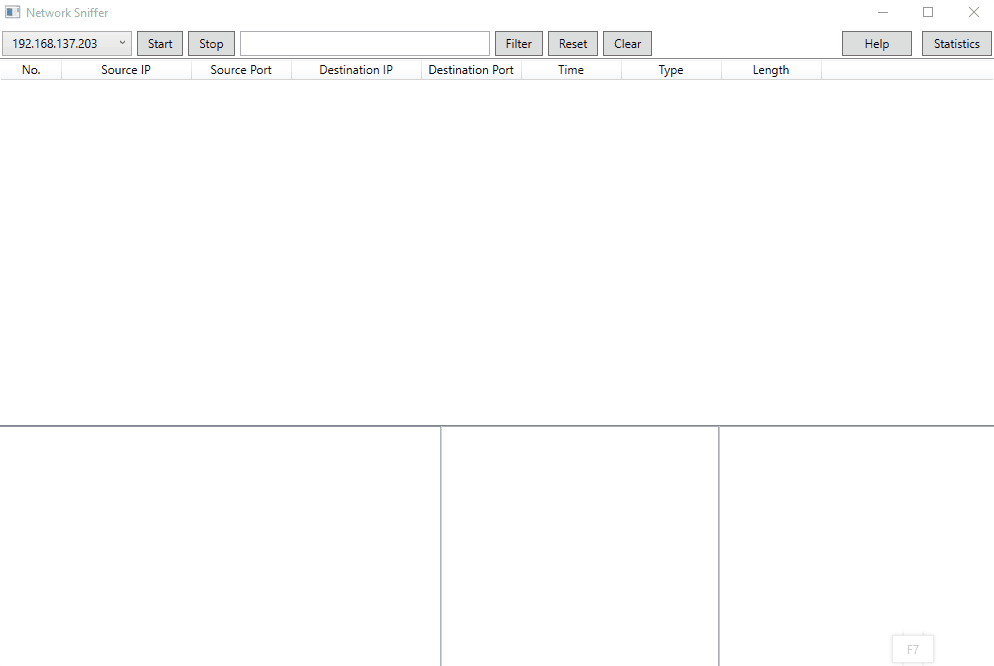 Network Sniffer
192.168.137.203 Start Stop Filter Reset Clear Help Statistics
No. Source IP Source Port Destination IP Destination Port Time Type Length
F7